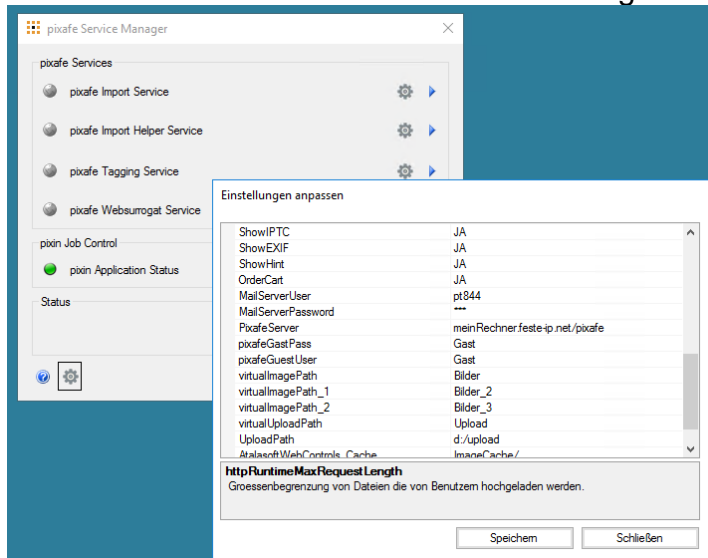 pixafe Service Manager
pixafe Services
pixafe Import Service
pixafe Import Helper Service
pixafe Tagging Service
pixafe Websurrogat Service
pixin Job Control
pixin Application Status
Status
Einstellungen anpassen
ShowIPTC JA
ShowEXIF JA
ShowHint JA
OrderCart JA
MailServerUser pt844
MailServerPassword ***
PixafeServer meinRechner.feste-ip.net/pixafe
pixafeGastPass Gast
pixafeGuestUser Gast
virtualImagePath Bilder
virtualImagePath_1 Bilder_2
virtualImagePath_2 Bilder_3
virtualUploadPath Upload
UploadPath d:/upload
AtalasoftWebControls_Cache ImageCache/
httpRuntimeMaxRequestLength
Groessenbegrenzung von Dateien die von Benutzern hochgeladen werden.
Speichern Schließen